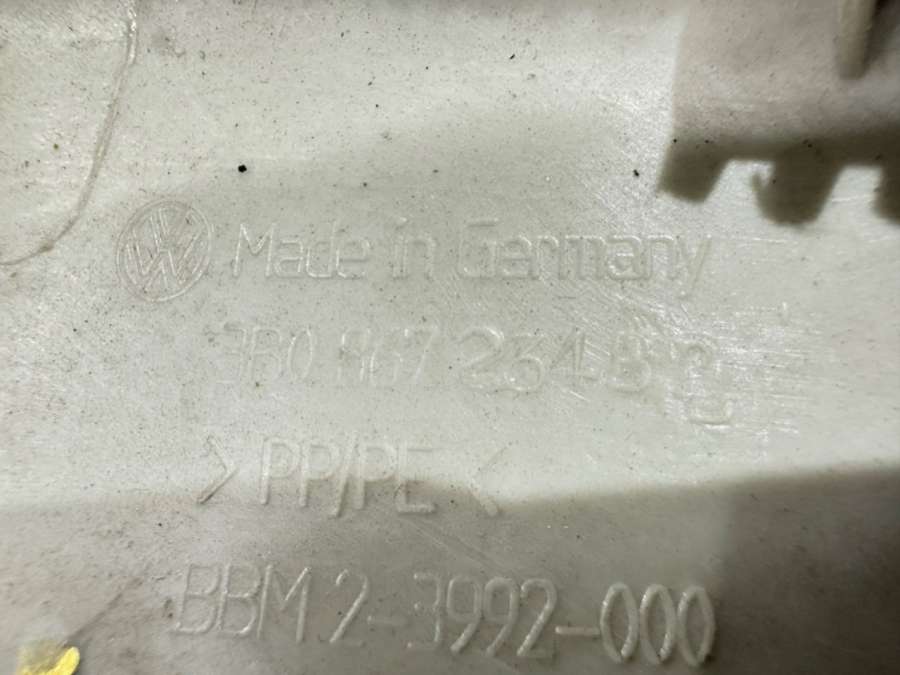 Made in Germany
3B0 867 234 B
>PP/PE<
BBM 2-3992-000